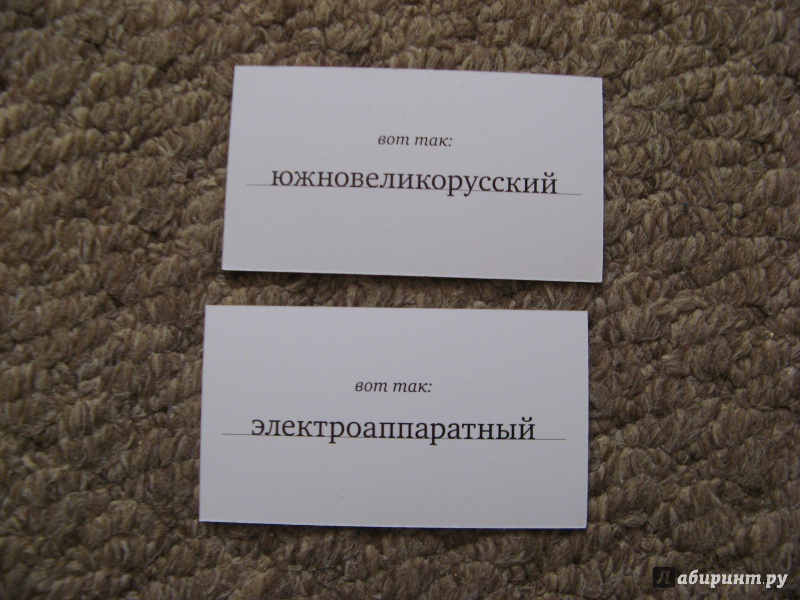 вот так:
южновеликорусский
вот так:
электроаппаратный
Лабиринт.ру